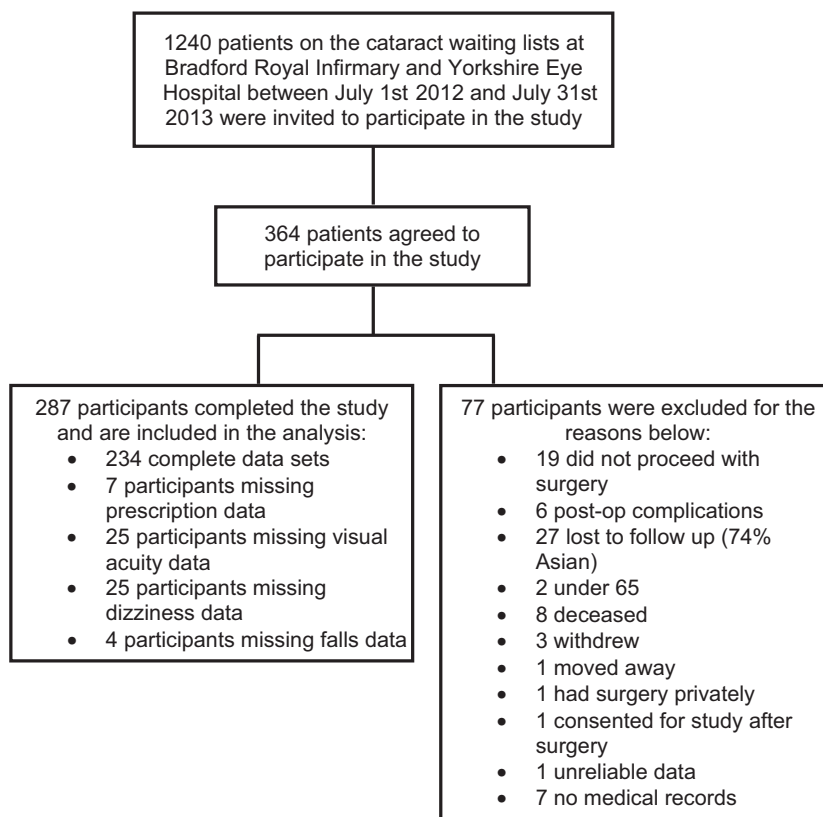 1240 patients on the cataract waiting lists at
Bradford Royal Infirmary and Yorkshire Eye
Hospital between July 1st 2012 and July 31st
2013 were invited to participate in the study
364 patients agreed to
participate in the study
287 participants completed the study
and are included in the analysis:
• 234 complete data sets
• 7 participants missing
prescription data
• 25 participants missing visual
acuity data
• 25 participants missing
dizziness data
• 4 participants missing falls data
77 participants were excluded for the
reasons below:
• 19 did not proceed with
surgery
• 6 post-op complications
• 27 lost to follow up (74%
Asian)
• 2 under 65
• 8 deceased
• 3 withdrew
• 1 moved away
• 1 had surgery privately
• 1 consented for study after
surgery
• 1 unreliable data
• 7 no medical records